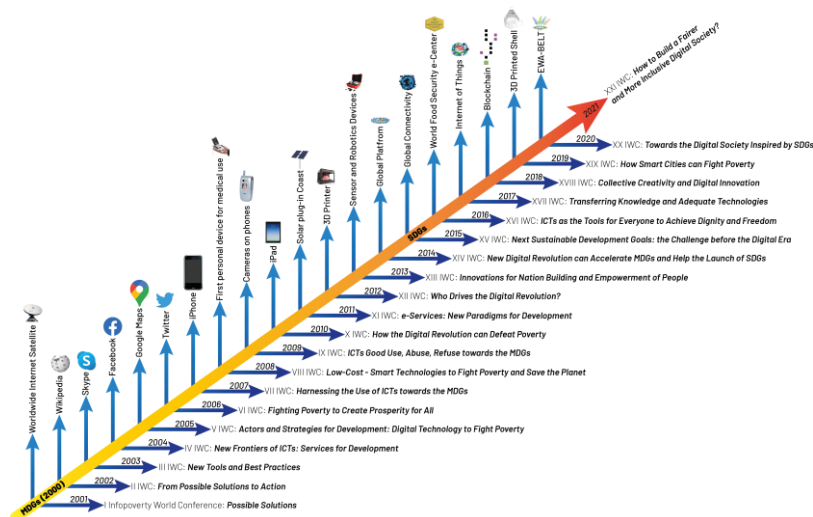 Worldwide Internet Satellite
Wikipedia
Skype
Facebook
Google Maps
Twitter
iPhone
First personal device for medical use
Cameras on phones
iPad
Solar plug-in Coast
3D Printer
Sensor and Robotics Devices
Global Platfrom
Global Connectivity
World Food Security e-Center
Internet of Things
Blockchain
3D Printed Shell
EWA-BELT
MDGs (2000)
SDGs
2021
XXI IWC: How to Build a Fairer
and More Inclusive Digital Society?
2020 XX IWC: Towards the Digital Society Inspired by SDGs
2019 XIX IWC: How Smart Cities can Fight Poverty
2018 XVIII IWC: Collective Creativity and Digital Innovation
2017 XVII IWC: Transferring Knowledge and Adequate Technologies
2016 XVI IWC: ICTs as the Tools for Everyone to Achieve Dignity and Freedom
2015 XV IWC: Next Sustainable Development Goals: the Challenge before the Digital Era
2014 XIV IWC: New Digital Revolution can Accelerate MDGs and Help the Launch of SDGs
2013 XIII IWC: Innovations for Nation Building and Empowerment of People
2012 XII IWC: Who Drives the Digital Revolution?
2011 XI IWC: e-Services: New Paradigms for Development
2010 X IWC: How the Digital Revolution can Defeat Poverty
2009 IX IWC: ICTs Good Use, Abuse, Refuse towards the MDGs
2008 VIII IWC: Low-Cost - Smart Technologies to Fight Poverty and Save the Planet
2007 VII IWC: Harnessing the Use of ICTs towards the MDGs
2006 VI IWC: Fighting Poverty to Create Prosperity for All
2005 V IWC: Actors and Strategies for Development: Digital Technology to Fight Poverty
2004 IV IWC: New Frontiers of ICTs: Services for Development
2003 III IWC: New Tools and Best Practices
2002 II IWC: From Possible Solutions to Action
2001 I Infopoverty World Conference: Possible Solutions